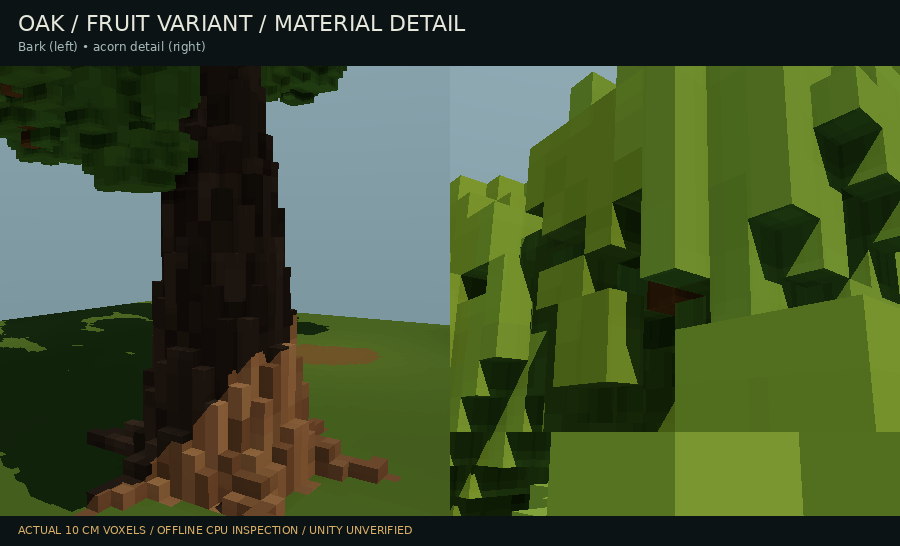 OAK / FRUIT VARIANT / MATERIAL DETAIL
Bark (left) • acorn detail (right)
ACTUAL 10 CM VOXELS / OFFLINE CPU INSPECTION / UNITY UNVERIFIED